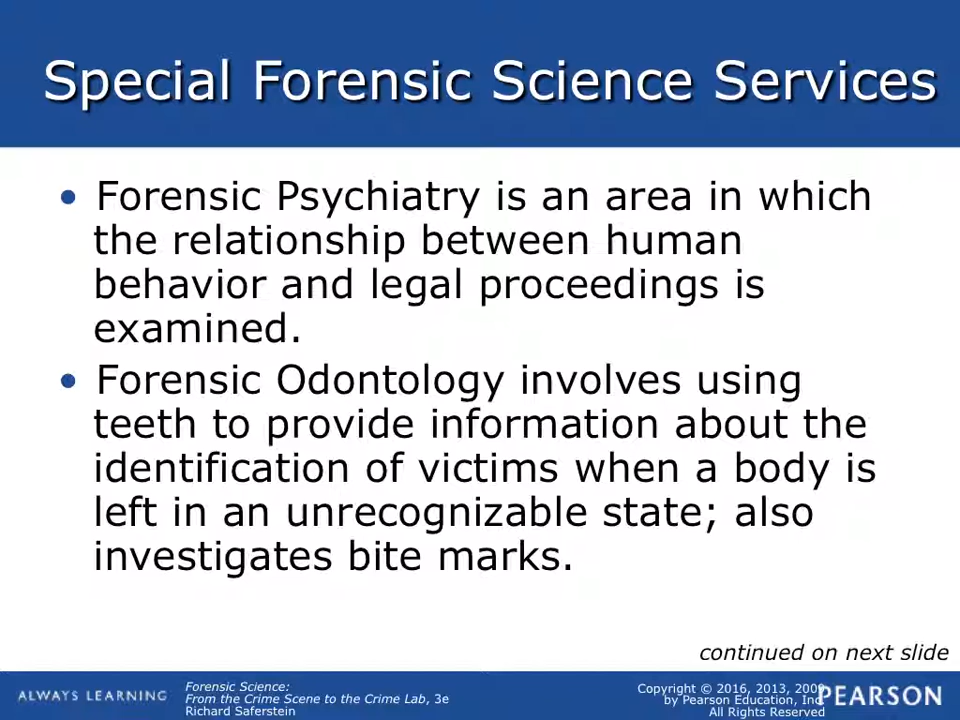 Special Forensic Science Services
• Forensic Psychiatry is an area in which
the relationship between human
behavior and legal proceedings is
examined.
• Forensic Odontology involves using
teeth to provide information about the
identification of victims when a body is
left in an unrecognizable state; also
investigates bite marks.
continued on next slide
ALWAYS LEARNING
Forensic Science:
From the Crime Scene to the Crime Lab, 3e
Richard Saferstein
Copyright © 2016, 2013, 2009
by Pearson Education, Inc.
All Rights Reserved
PEARSON